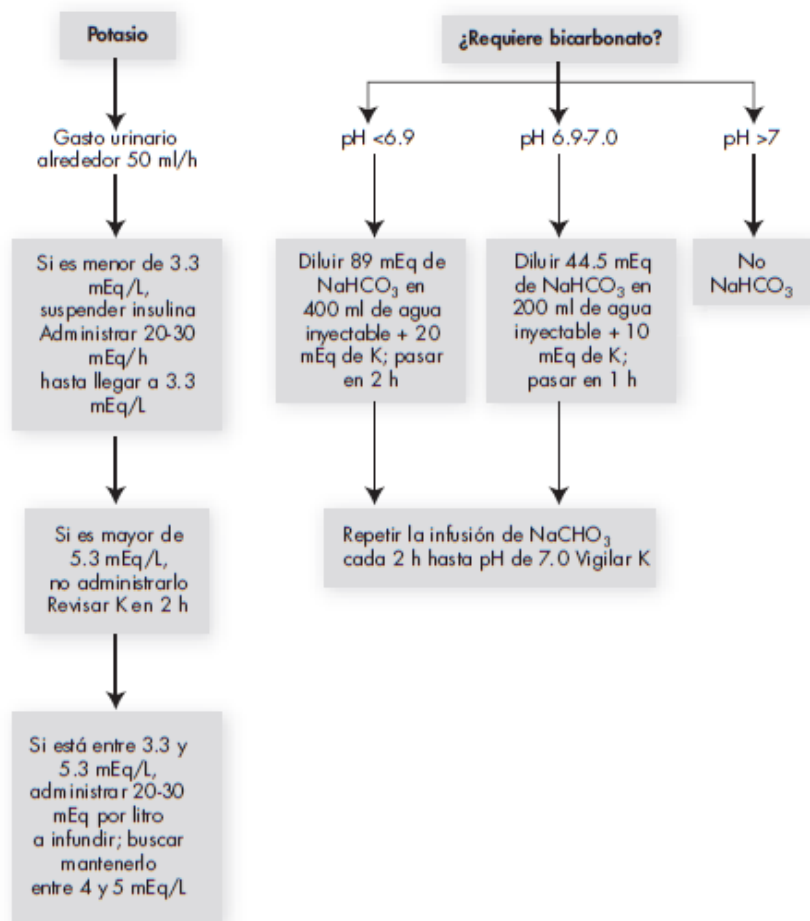 Potasio
Gasto urinario
alrededor 50 ml/h
Si es menor de 3.3
mEq/L,
suspender insulina
Administrar 20-30
mEq/h
hasta llegar a 3.3
mEq/L
Si es mayor de
5.3 mEq/L,
no administrarlo
Revisar K en 2 h
Si está entre 3.3 y
5.3 mEq/L,
administrar 20-30
mEq por litro
a infundir; buscar
mantenerlo
entre 4 y 5 mEq/L
¿Requiere bicarbonato?
pH <6.9
Diluir 89 mEq de
NaHCO₃ en
400 ml de agua
inyectable + 20
mEq de K; pasar
en 2 h
pH 6.9-7.0
Diluir 44.5 mEq
de NaHCO₃ en
200 ml de agua
inyectable + 10
mEq de K;
pasar en 1 h
pH >7
No
NaHCO₃
Repetir la infusión de NaCHO₃
cada 2 h hasta pH de 7.0 Vigilar K